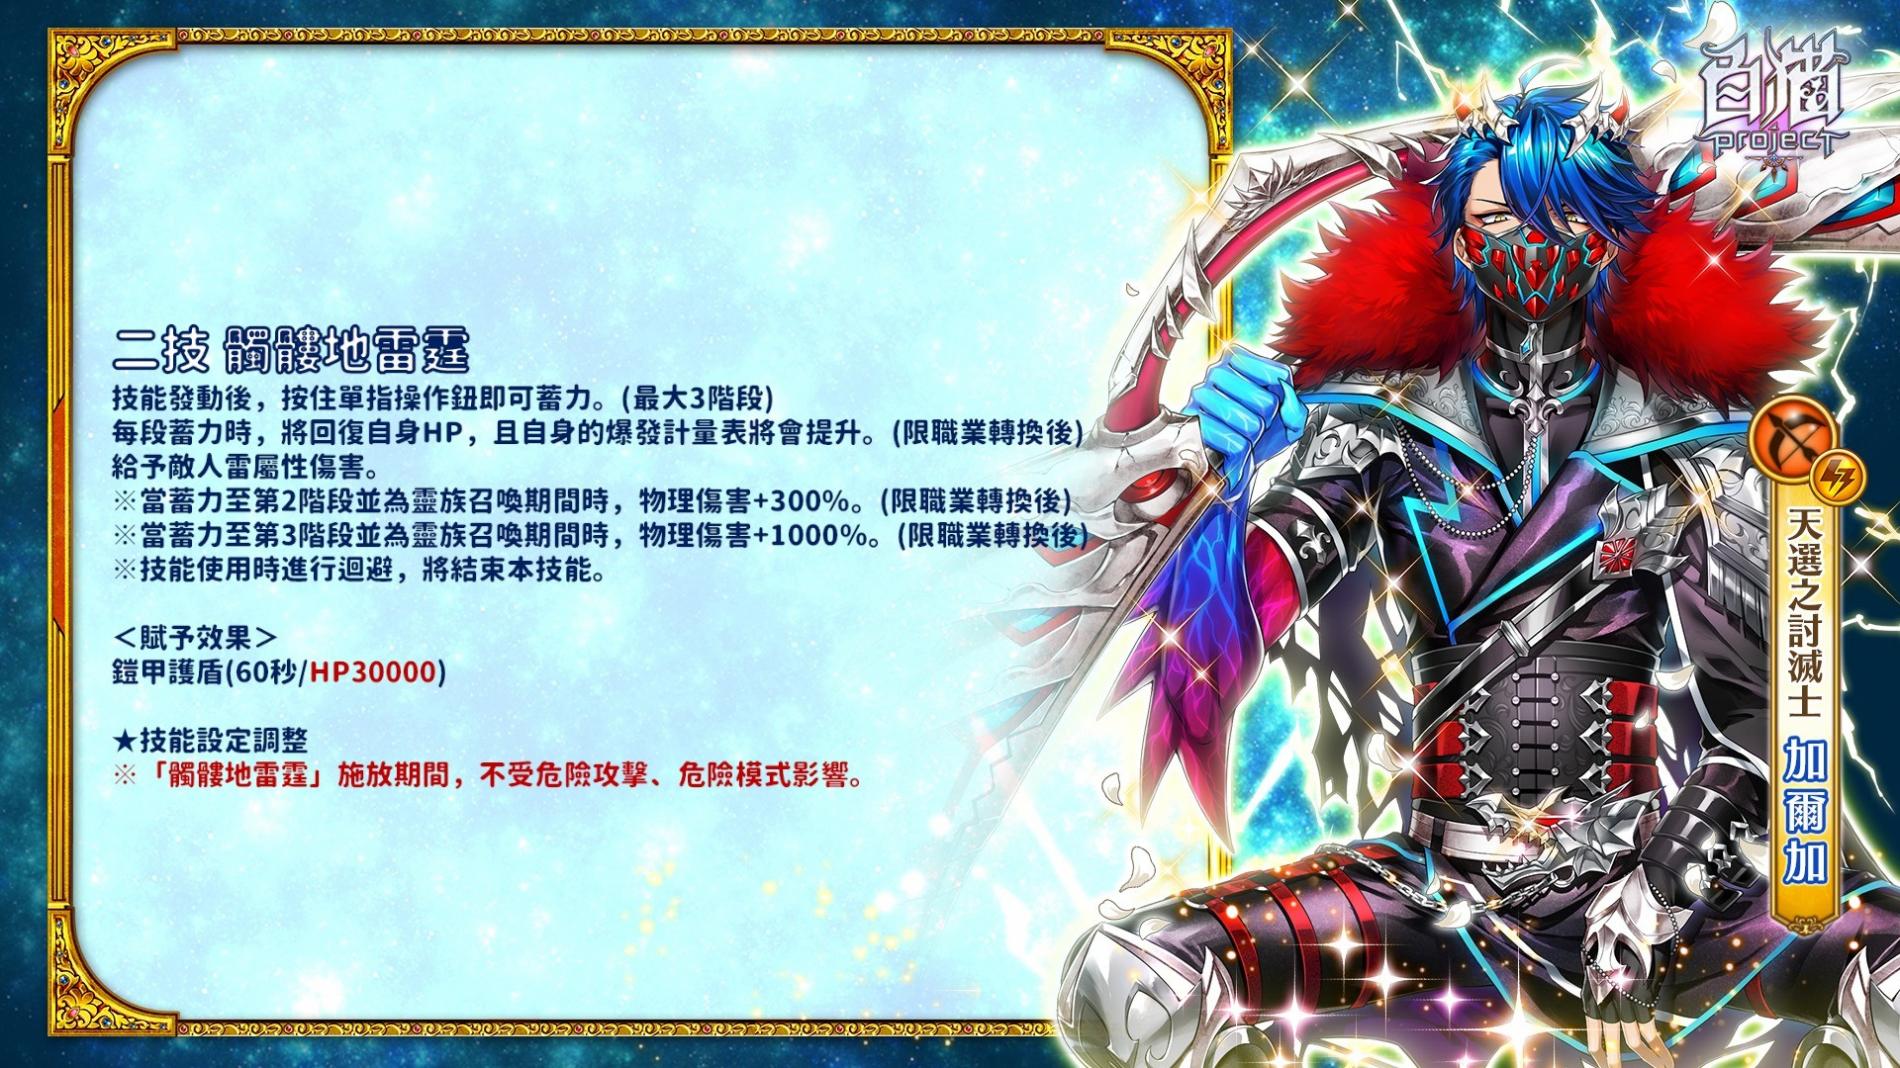 白猫
project
二技 髑髏地雷霆
技能發動後，按住單指操作鈕即可蓄力。(最大3階段)
每段蓄力時，將回復自身HP，且自身的爆發計量表將會提升。(限職業轉換後)
給予敵人雷屬性傷害。
※當蓄力至第2階段並為靈族召喚期間時，物理傷害+300%。(限職業轉換後)
※當蓄力至第3階段並為靈族召喚期間時，物理傷害+1000%。(限職業轉換後)
※技能使用時進行迴避，將結束本技能。
＜賦予效果＞
鎧甲護盾(60秒/HP30000)
★技能設定調整
※「髑髏地雷霆」施放期間，不受危險攻擊、危險模式影響。
天選之討滅士 加爾加